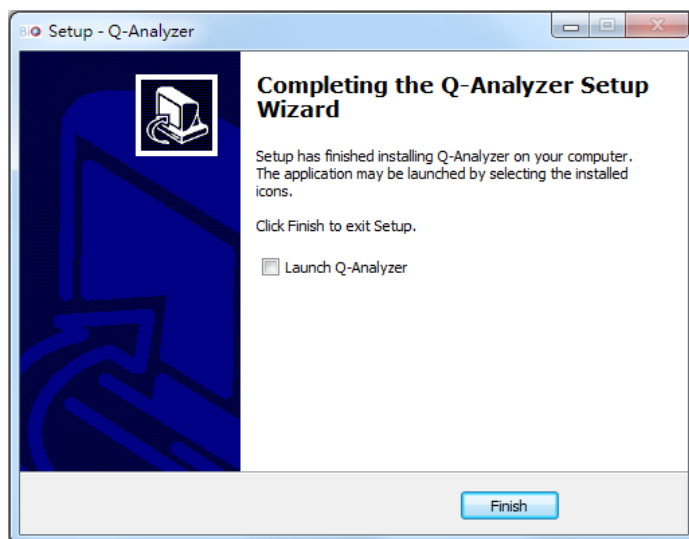 BIO Setup - Q-Analyzer
Completing the Q-Analyzer Setup
Wizard
Setup has finished installing Q-Analyzer on your computer.
The application may be launched by selecting the installed
icons.
Click Finish to exit Setup.
Launch Q-Analyzer
Finish